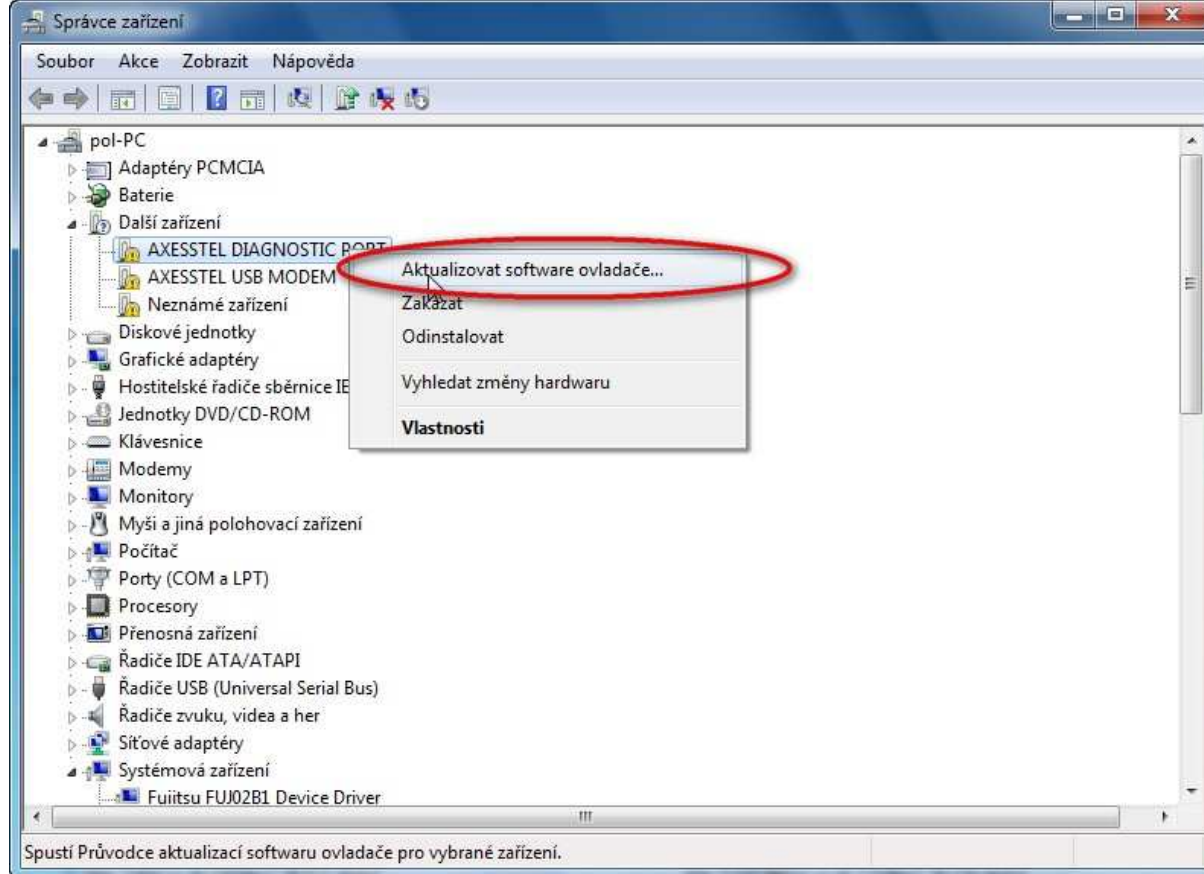 Správce zařízení
Soubor Akce Zobrazit Nápověda
pol-PC
Adaptéry PCMCIA
Baterie
Další zařízení
AXESSTEL DIAGNOSTIC PORT
AXESSTEL USB MODEM
Neznámé zařízení
Diskové jednotky
Grafické adaptéry
Hostitelské řadiče sběrnice IE
Jednotky DVD/CD-ROM
Klávesnice
Modemy
Monitory
Myši a jiná polohovací zařízení
Počítač
Porty (COM a LPT)
Procesory
Přenosná zařízení
Řadiče IDE ATA/ATAPI
Řadiče USB (Universal Serial Bus)
Řadiče zvuku, videa a her
Síťové adaptéry
Systémová zařízení
Fujitsu FUJ02B1 Device Driver
Aktualizovat software ovladače...
Zakázat
Odinstalovat
Vyhledat změny hardwaru
Vlastnosti
Spustí Průvodce aktualizací softwaru ovladače pro vybrané zařízení.